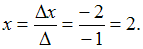 x = Δx/Δ = −2/−1 = 2.